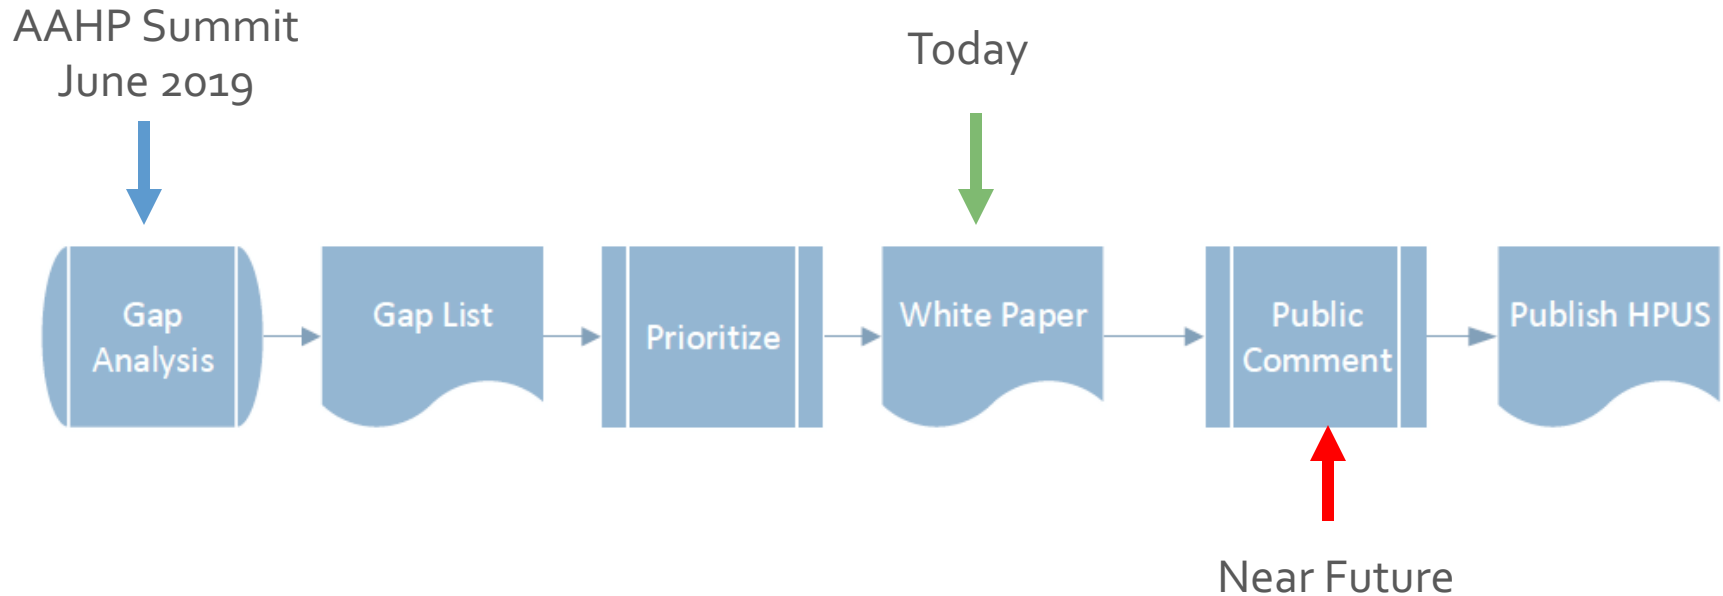 AAHP Summit
June 2019
Today
Gap
Analysis
Gap List
Prioritize
White Paper
Public
Comment
Publish HPUS
Near Future